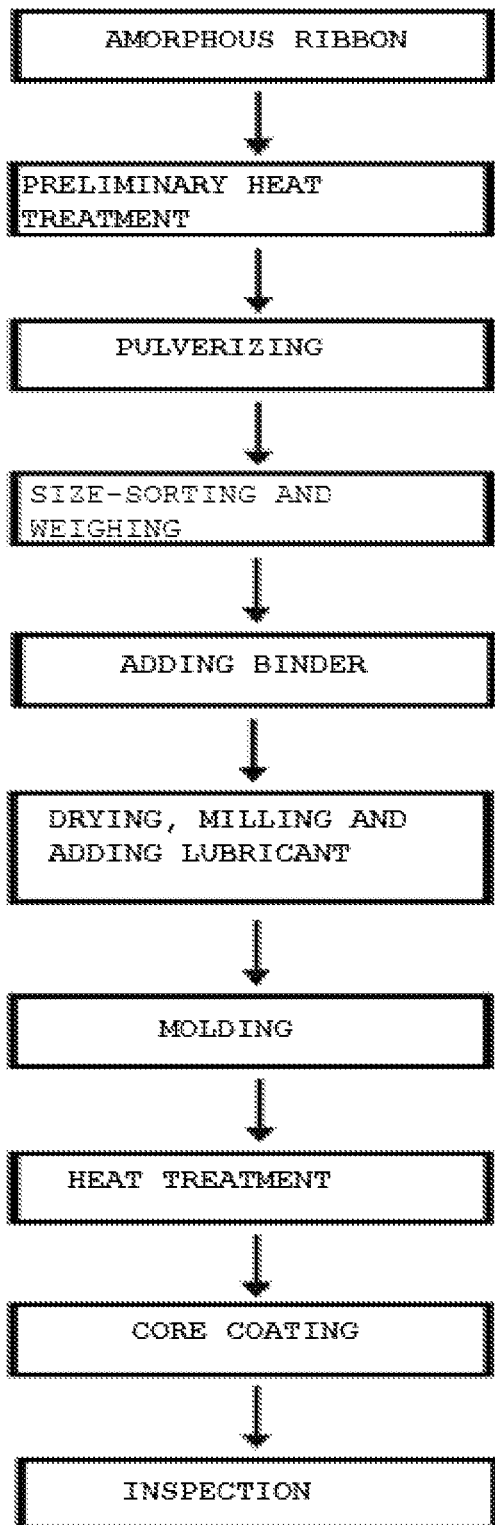 AMORPHOUS RIBBON
PRELIMINARY HEAT
TREATMENT
PULVERIZING
SIZE-SORTING AND
WEIGHING
ADDING BINDER
DRYING, MILLING AND
ADDING LUBRICANT
MOLDING
HEAT TREATMENT
CORE COATING
INSPECTION